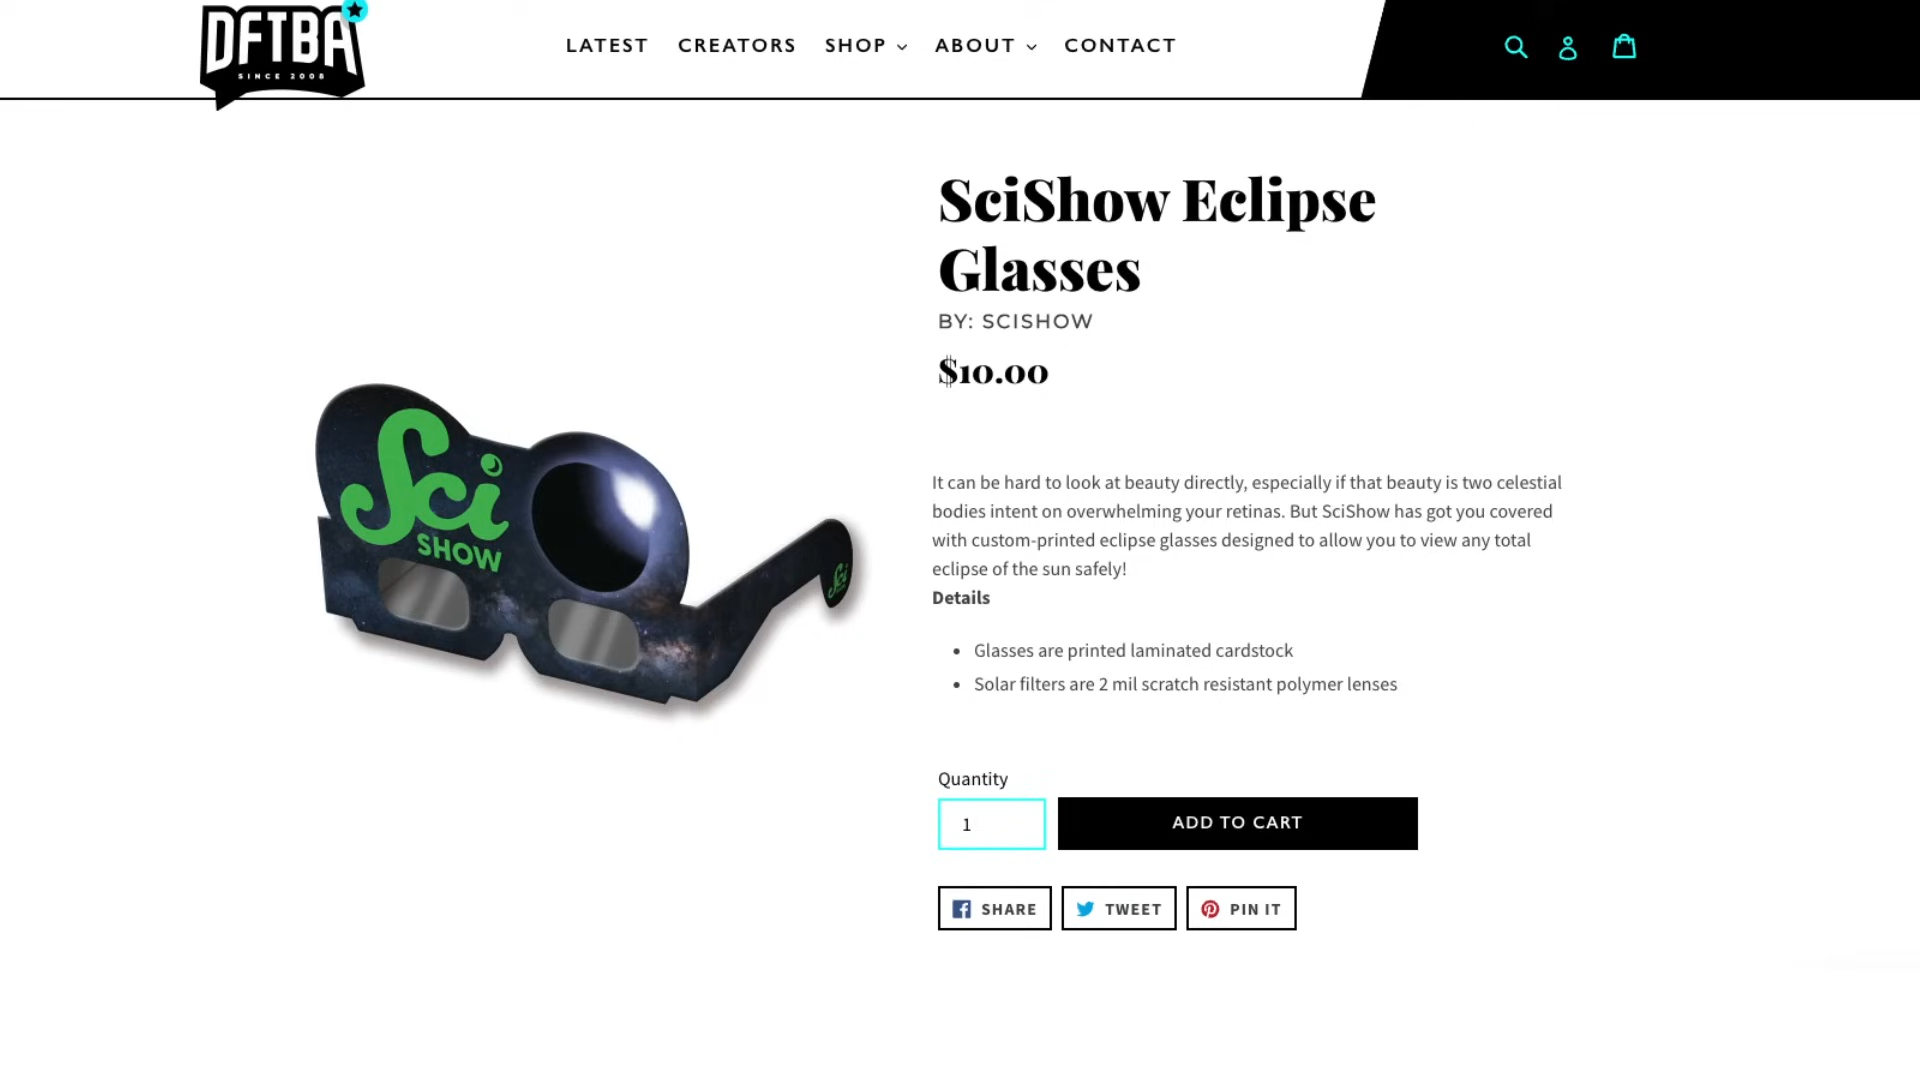 DFTBA
SINCE 2008
LATEST CREATORS SHOP ABOUT CONTACT
SciShow Eclipse
Glasses
BY: SCISHOW
$10.00
Sci
SHOW
Sci
It can be hard to look at beauty directly, especially if that beauty is two celestial
bodies intent on overwhelming your retinas. But SciShow has got you covered
with custom-printed eclipse glasses designed to allow you to view any total
eclipse of the sun safely!
Details
• Glasses are printed laminated cardstock
• Solar filters are 2 mil scratch resistant polymer lenses
Quantity
1 ADD TO CART
SHARE TWEET PIN IT